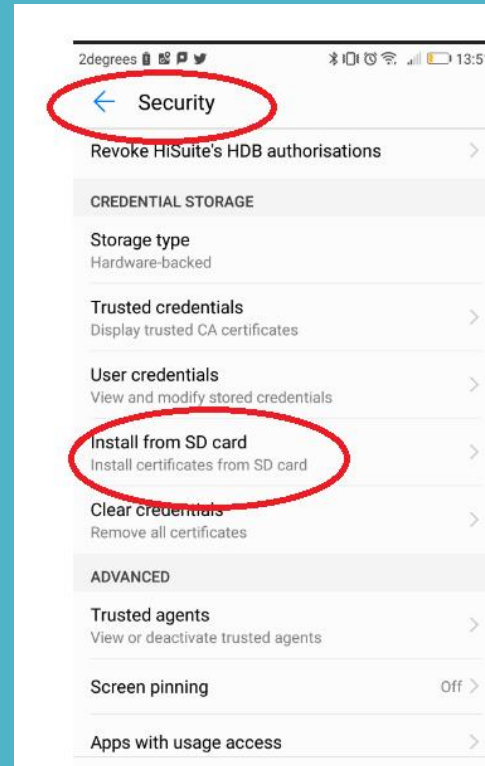 2degrees 13:5
Security
Revoke HiSuite's HDB authorisations
CREDENTIAL STORAGE
Storage type
Hardware-backed
Trusted credentials
Display trusted CA certificates
User credentials
View and modify stored credentials
Install from SD card
Install certificates from SD card
Clear credentials
Remove all certificates
ADVANCED
Trusted agents
View or deactivate trusted agents
Screen pinning Off
Apps with usage access